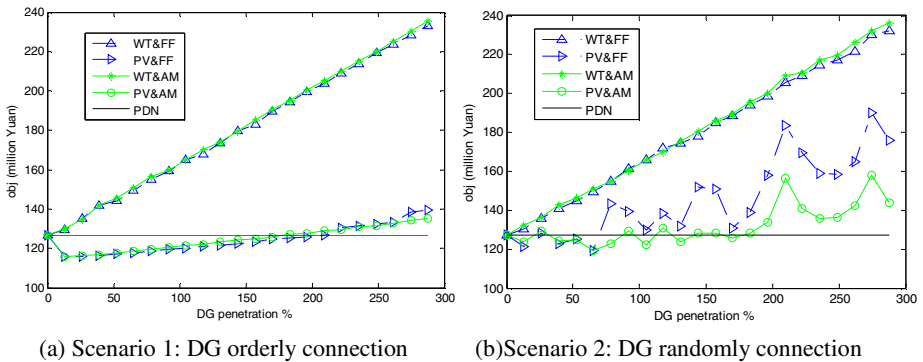 240
220
200
180
160
140
120
100
obj (million Yuan)
WT&FF
PV&FF
WT&AM
PV&AM
PDN
0 50 100 150 200 250 300
DG penetration %
(a) Scenario 1: DG orderly connection
240
220
200
180
160
140
120
100
obj (million Yuan)
WT&FF
PV&FF
WT&AM
PV&AM
PDN
0 50 100 150 200 250 300
DG penetration %
(b)Scenario 2: DG randomly connection